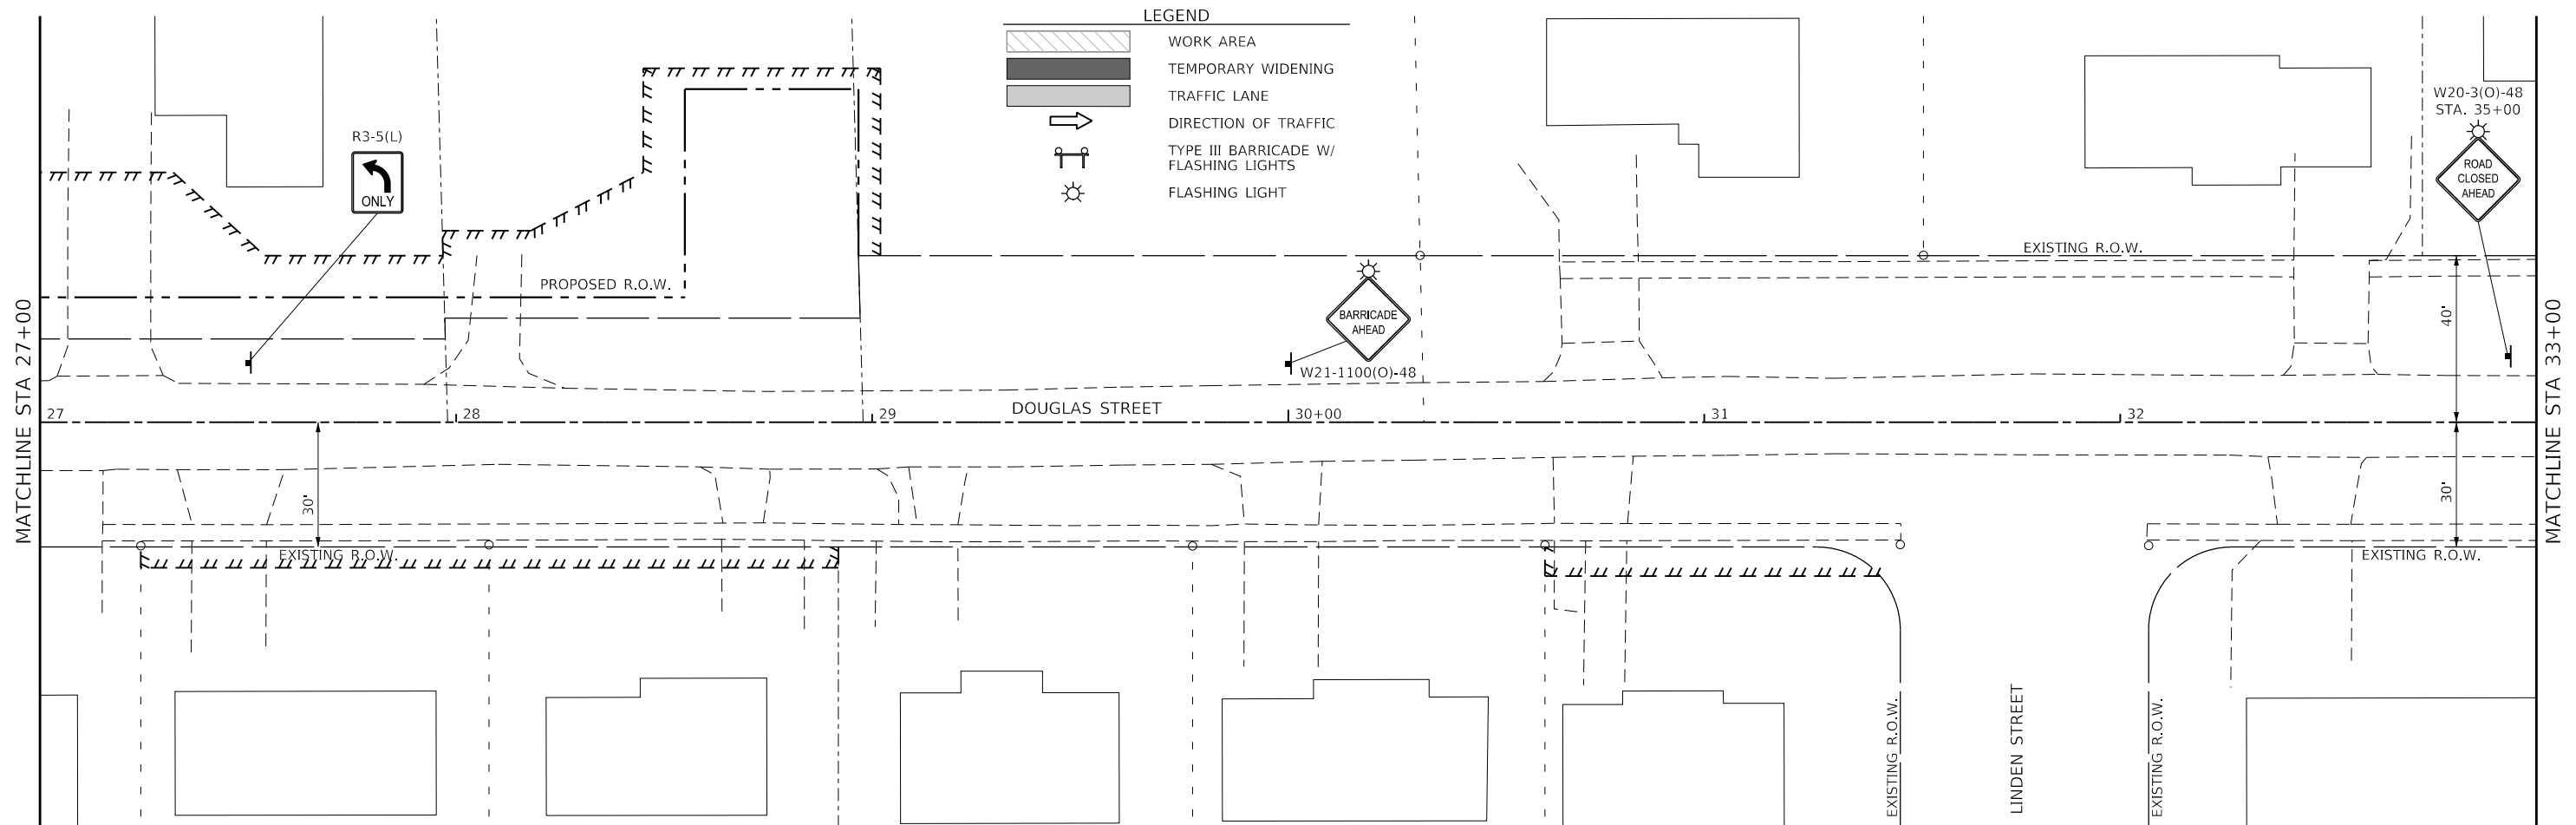 LEGEND
WORK AREA
TEMPORARY WIDENING
TRAFFIC LANE
DIRECTION OF TRAFFIC
TYPE III BARRICADE W/
FLASHING LIGHTS
FLASHING LIGHT
R3-5(L)
ONLY
W20-3(O)-48
STA. 35+00
ROAD
CLOSED
AHEAD
EXISTING R.O.W.
PROPOSED R.O.W.
BARRICADE
AHEAD
W21-1100(O)-48
40'
MATCHLINE STA 27+00
MATCHLINE STA 33+00
DOUGLAS STREET
27
28
29
30+00
31
32
30'
30'
EXISTING R.O.W.
EXISTING R.O.W.
EXISTING R.O.W.
LINDEN STREET
EXISTING R.O.W.